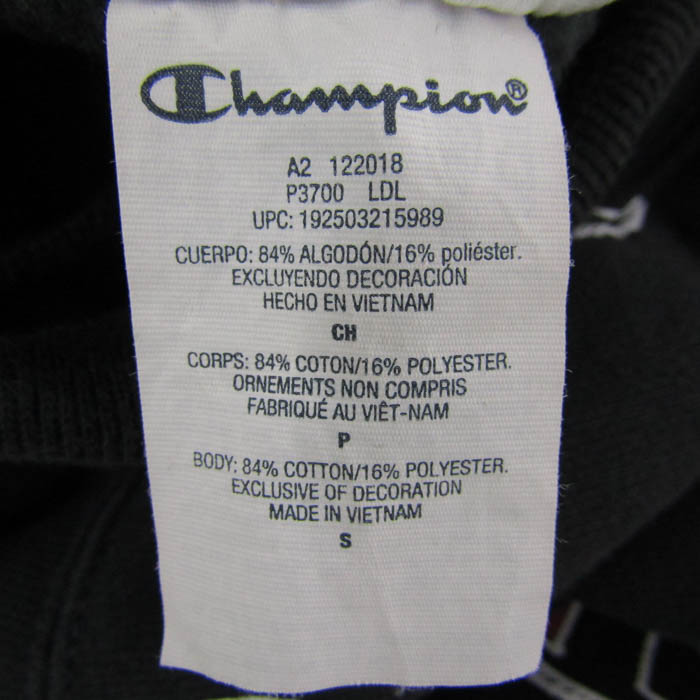 Champion®
A2 122018
P3700 LDL
UPC: 192503215989
CUERPO: 84% ALGODÓN/16% poliéster.
EXCLUYENDO DECORACIÓN
HECHO EN VIETNAM
CH
CORPS: 84% COTON/16% POLYESTER.
ORNEMENTS NON COMPRIS
FABRIQUÉ AU VIÊT-NAM
P
BODY: 84% COTTON/16% POLYESTER.
EXCLUSIVE OF DECORATION
MADE IN VIETNAM
S